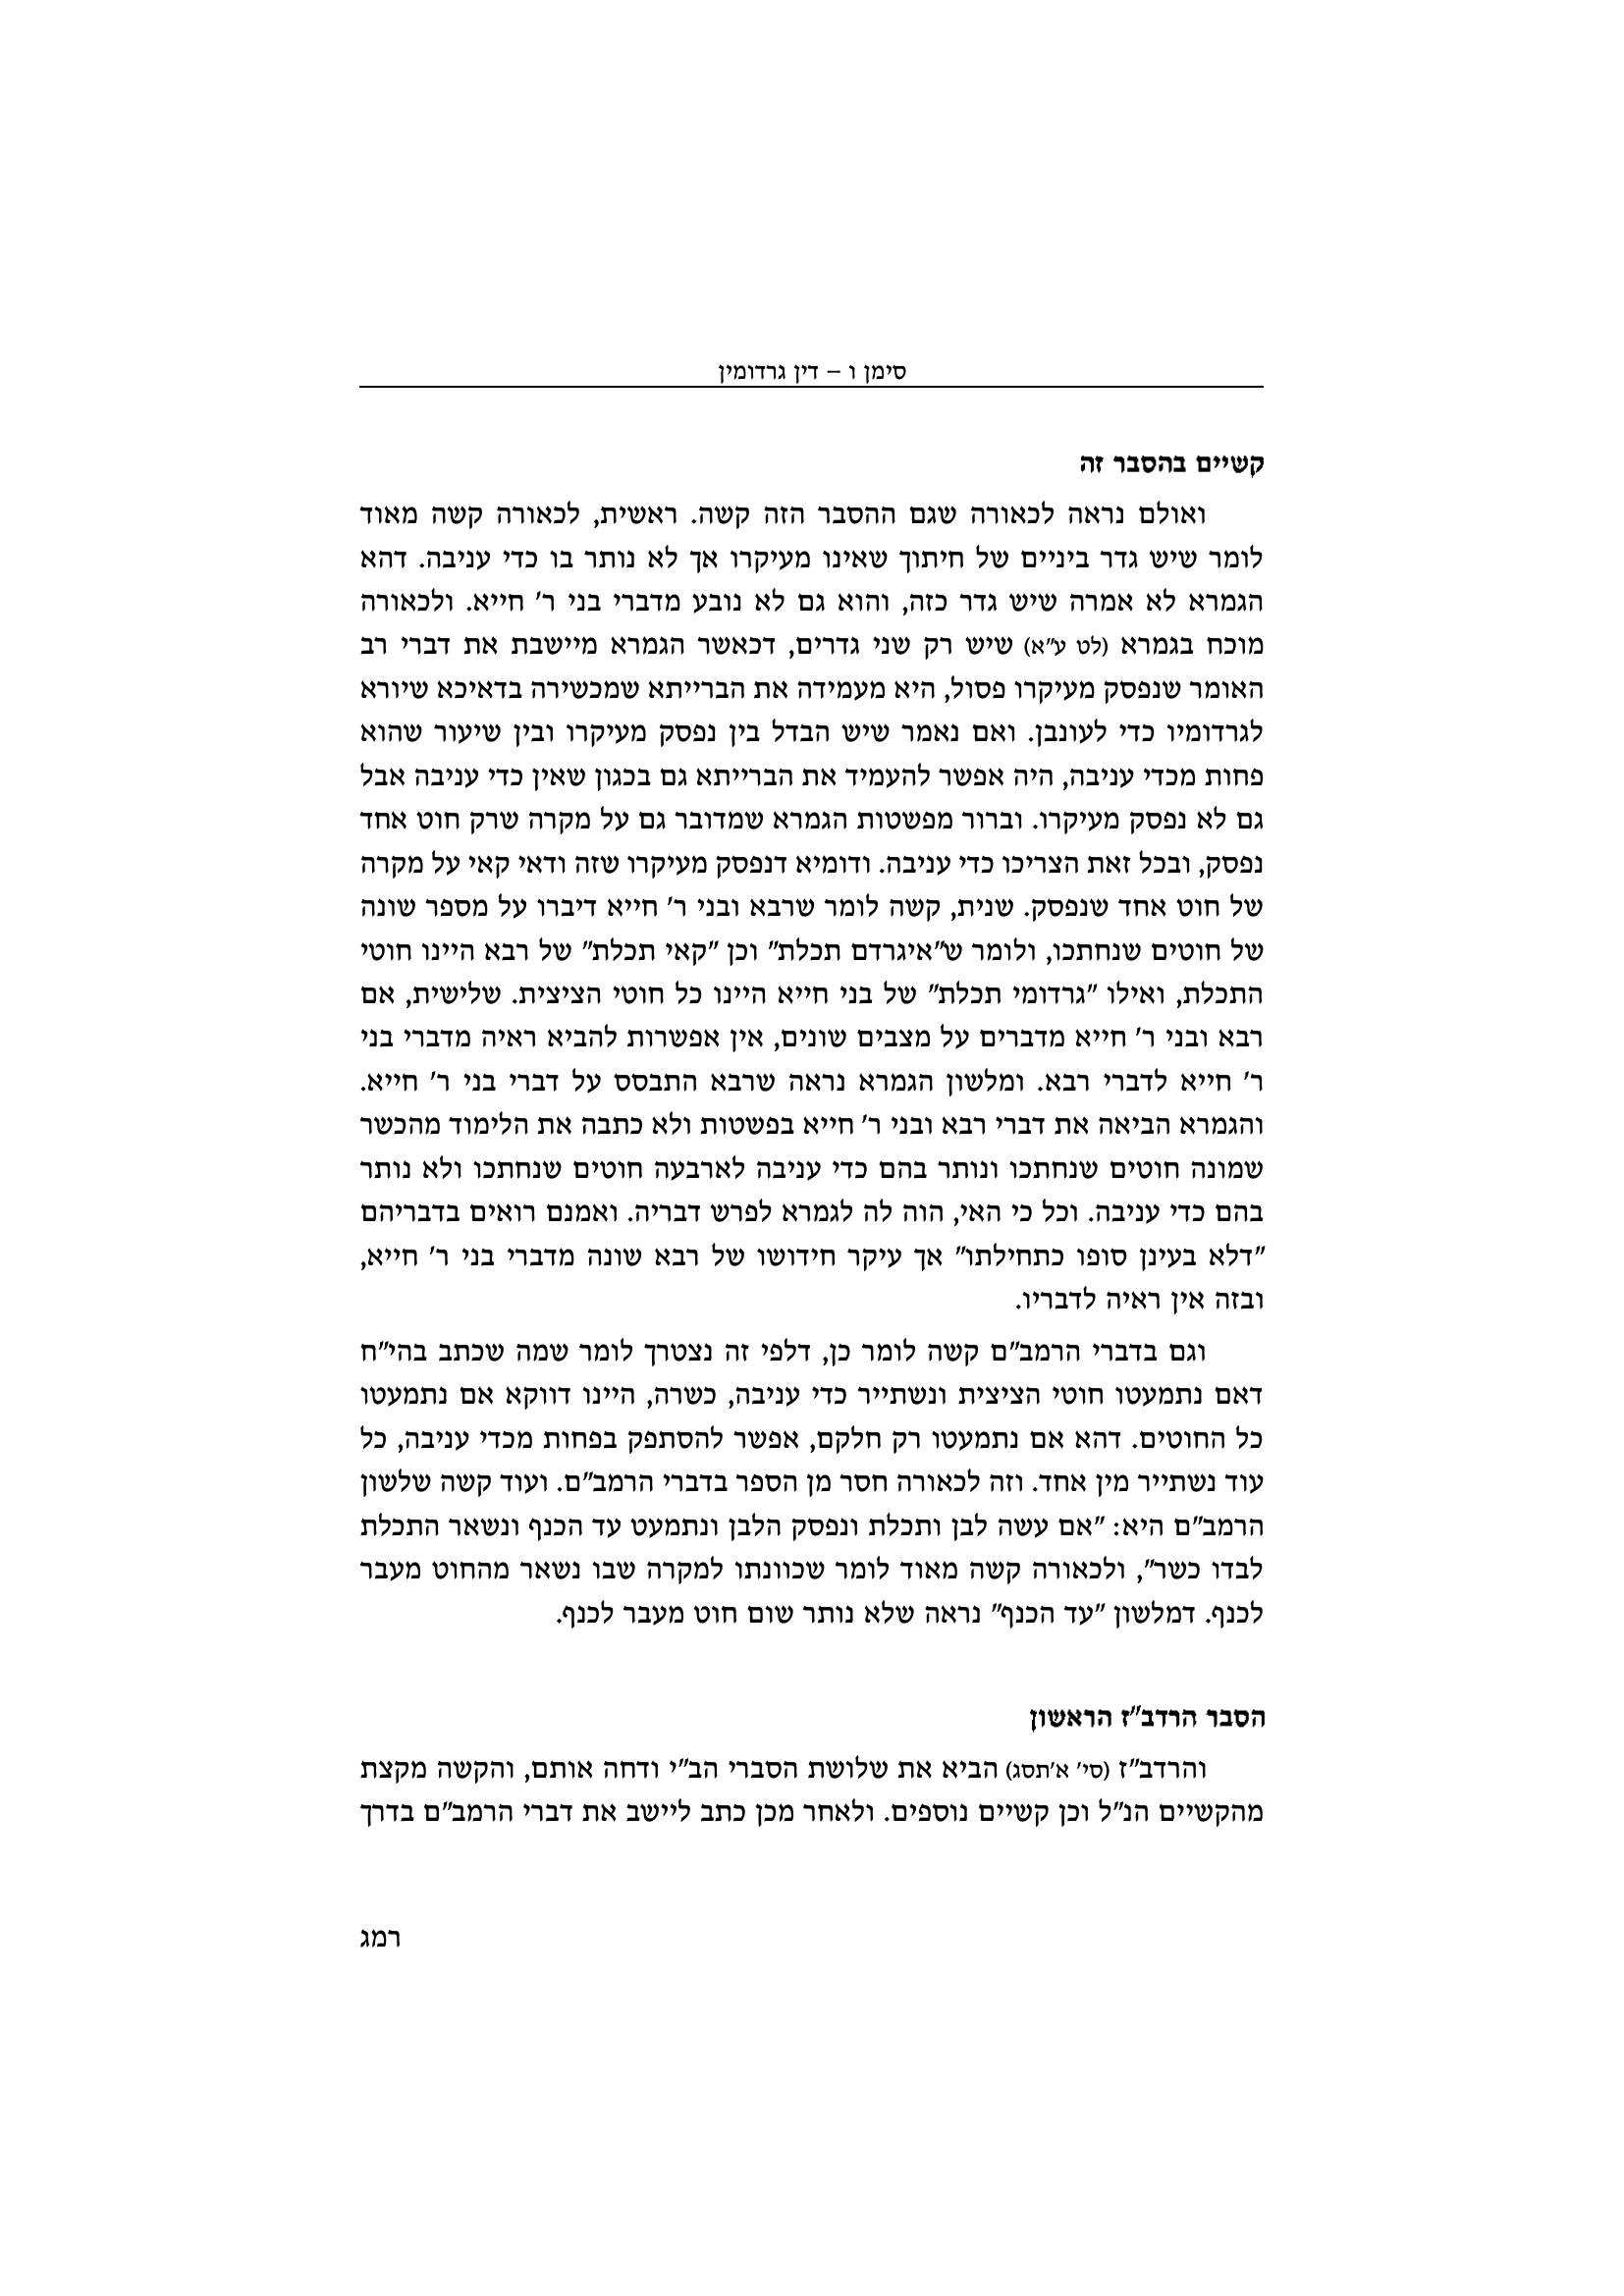 סימן ו – דין גרדומין
קשיים בהסבר זה
ואולם נראה לכאורה שגם ההסבר הזה קשה. ראשית, לכאורה קשה מאוד
לומר שיש גדר ביניים של חיתוך שאינו מעיקרו אך לא נותר בו כדי עניבה. דהא
הגמרא לא אמרה שיש גדר כזה, והוא גם לא נובע מדברי בני ר' חייא. ולכאורה
מוכח בגמרא (לט ע"א) שיש רק שני גדרים, דכאשר הגמרא מיישבת את דברי רב
האומר שנפסק מעיקרו פסול, היא מעמידה את הברייתא שמכשירה בדאיכא שיורא
לגרדומיו כדי לעונבן. ואם נאמר שיש הבדל בין נפסק מעיקרו ובין שיעור שהוא
פחות מכדי עניבה, היה אפשר להעמיד את הברייתא גם בכגון שאין כדי עניבה אבל
גם לא נפסק מעיקרו. וברור מפשטות הגמרא שמדובר גם על מקרה שרק חוט אחד
נפסק, ובכל זאת הצריכו כדי עניבה. ודומיא דנפסק מעיקרו שזה ודאי קאי על מקרה
של חוט אחד שנפסק. שנית, קשה לומר שרבא ובני ר' חייא דיברו על מספר שונה
של חוטים שנחתכו, ולומר ש"איגרדם תכלת" וכן "קאי תכלת" של רבא היינו חוטי
התכלת, ואילו "גרדומי תכלת" של בני חייא היינו כל חוטי הציצית. שלישית, אם
רבא ובני ר' חייא מדברים על מצבים שונים, אין אפשרות להביא ראיה מדברי בני
ר' חייא לדברי רבא. ומלשון הגמרא נראה שרבא התבסס על דברי בני ר' חייא.
והגמרא הביאה את דברי רבא ובני ר' חייא בפשטות ולא כתבה את הלימוד מהכשר
שמונה חוטים שנחתכו ונותר בהם כדי עניבה לארבעה חוטים שנחתכו ולא נותר
בהם כדי עניבה. וכל כי האי, הוה לה לגמרא לפרש דבריה. ואמנם רואים בדבריהם
"דלא בעינן סופו כתחילתו" אך עיקר חידושו של רבא שונה מדברי בני ר' חייא,
ובזה אין ראיה לדבריו.
וגם בדברי הרמב"ם קשה לומר כן, דלפי זה נצטרך לומר שמה שכתב בהי"ח
דאם נתמעטו חוטי הציצית ונשתייר כדי עניבה, כשרה, היינו דווקא אם נתמעטו
כל החוטים. דהא אם נתמעטו רק חלקם, אפשר להסתפק בפחות מכדי עניבה, כל
עוד נשתייר מין אחד. וזה לכאורה חסר מן הספר בדברי הרמב"ם. ועוד קשה שלשון
הרמב"ם היא: "אם עשה לבן ותכלת ונפסק הלבן ונתמעט עד הכנף ונשאר התכלת
לבדו כשר", ולכאורה קשה מאוד לומר שכוונתו למקרה שבו נשאר מהחוט מעבר
לכנף. דמלשון "עד הכנף" נראה שלא נותר שום חוט מעבר לכנף.
הסבר הרדב"ז הראשון
והרדב"ז (סי' א'תסג) הביא את שלושת הסברי הב"י ודחה אותם, והקשה מקצת
מהקשיים הנ"ל וכן קשיים נוספים. ולאחר מכן כתב ליישב את דברי הרמב"ם בדרך
רמג